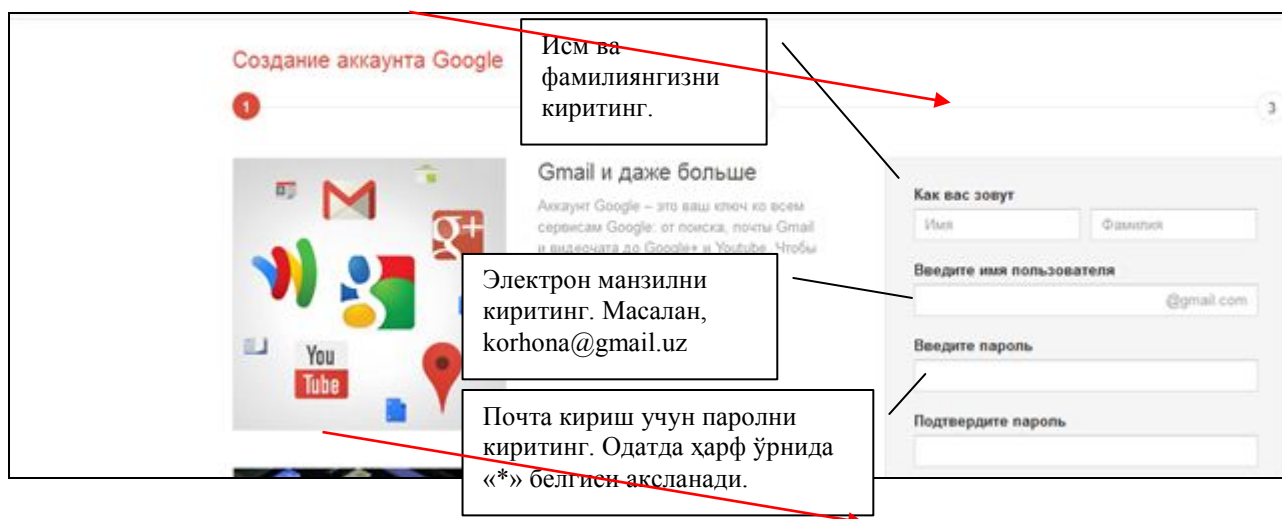 Создание аккаунта Google
Исм ва
фамилиянгизни
киритинг.
1
3
Gmail и даже больше
Аккаунт Google – это ваш ключ ко всем
сервисам Google: от поиска, почты Gmail
и видеочата до Google+ и Youtube. Чтобы
Как вас зовут
Имя
Фамилия
Электрон манзилни
киритинг. Масалан,
korhona@gmail.uz
Введите имя пользователя
@gmail.com
You
Tube
Введите пароль
Почта кириш учун паролни
киритинг. Одатда ҳарф ўрнида
«*» белгиси аксланади.
Подтвердите пароль